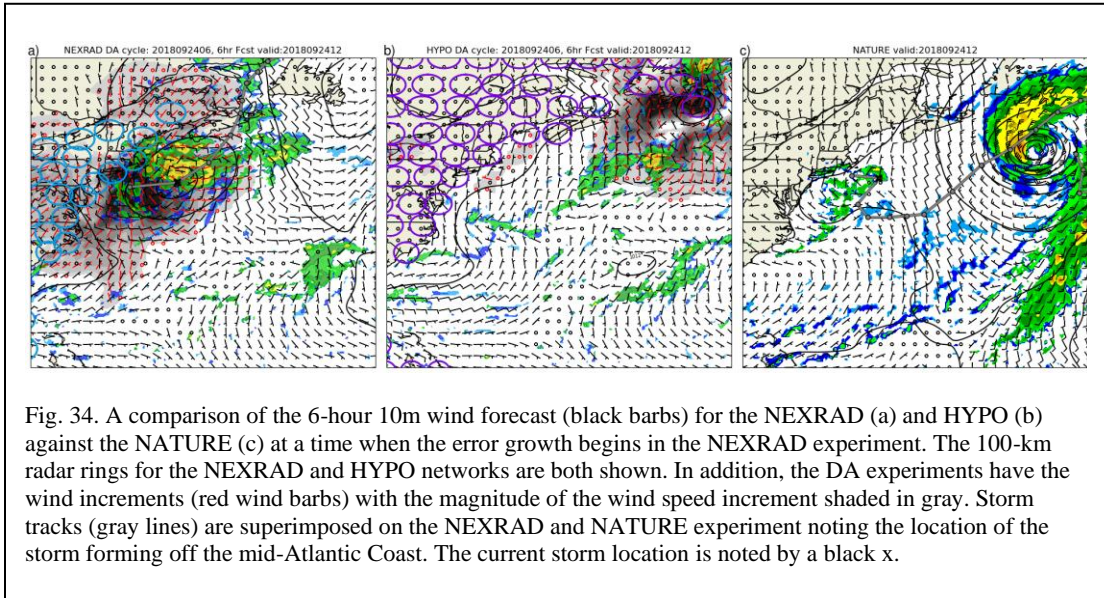 a)
NEXRAD DA cycle: 2018092406, 6hr Fcst valid:2018092412
b)
HYPO DA cycle: 2018092406, 6hr Fcst valid:2018092412
c)
NATURE valid:2018092412
Fig. 34. A comparison of the 6-hour 10m wind forecast (black barbs) for the NEXRAD (a) and HYPO (b)
against the NATURE (c) at a time when the error growth begins in the NEXRAD experiment. The 100-km
radar rings for the NEXRAD and HYPO networks are both shown. In addition, the DA experiments have the
wind increments (red wind barbs) with the magnitude of the wind speed increment shaded in gray. Storm
tracks (gray lines) are superimposed on the NEXRAD and NATURE experiment noting the location of the
storm forming off the mid-Atlantic Coast. The current storm location is noted by a black x.